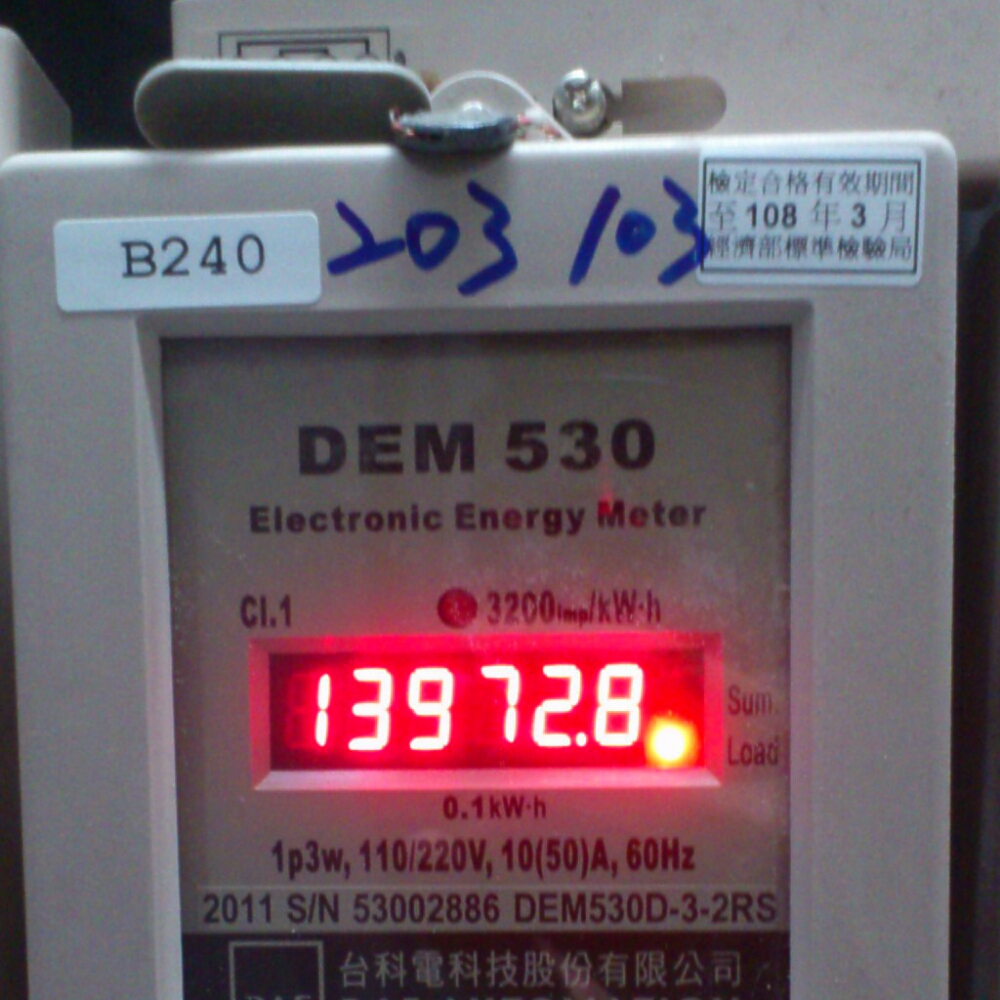 檢定合格有效期間
至 108 年 3 月
經濟部標準檢驗局
B240
203 103
DEM 530
Electronic Energy Meter
Cl.1
3200imp/kW·h
13972.8
Sum.
Load
0.1kW·h
1p3w, 110/220V, 10(50)A, 60Hz
2011 S/N 53002886 DEM530D-3-2RS
台科電科技股份有限公司